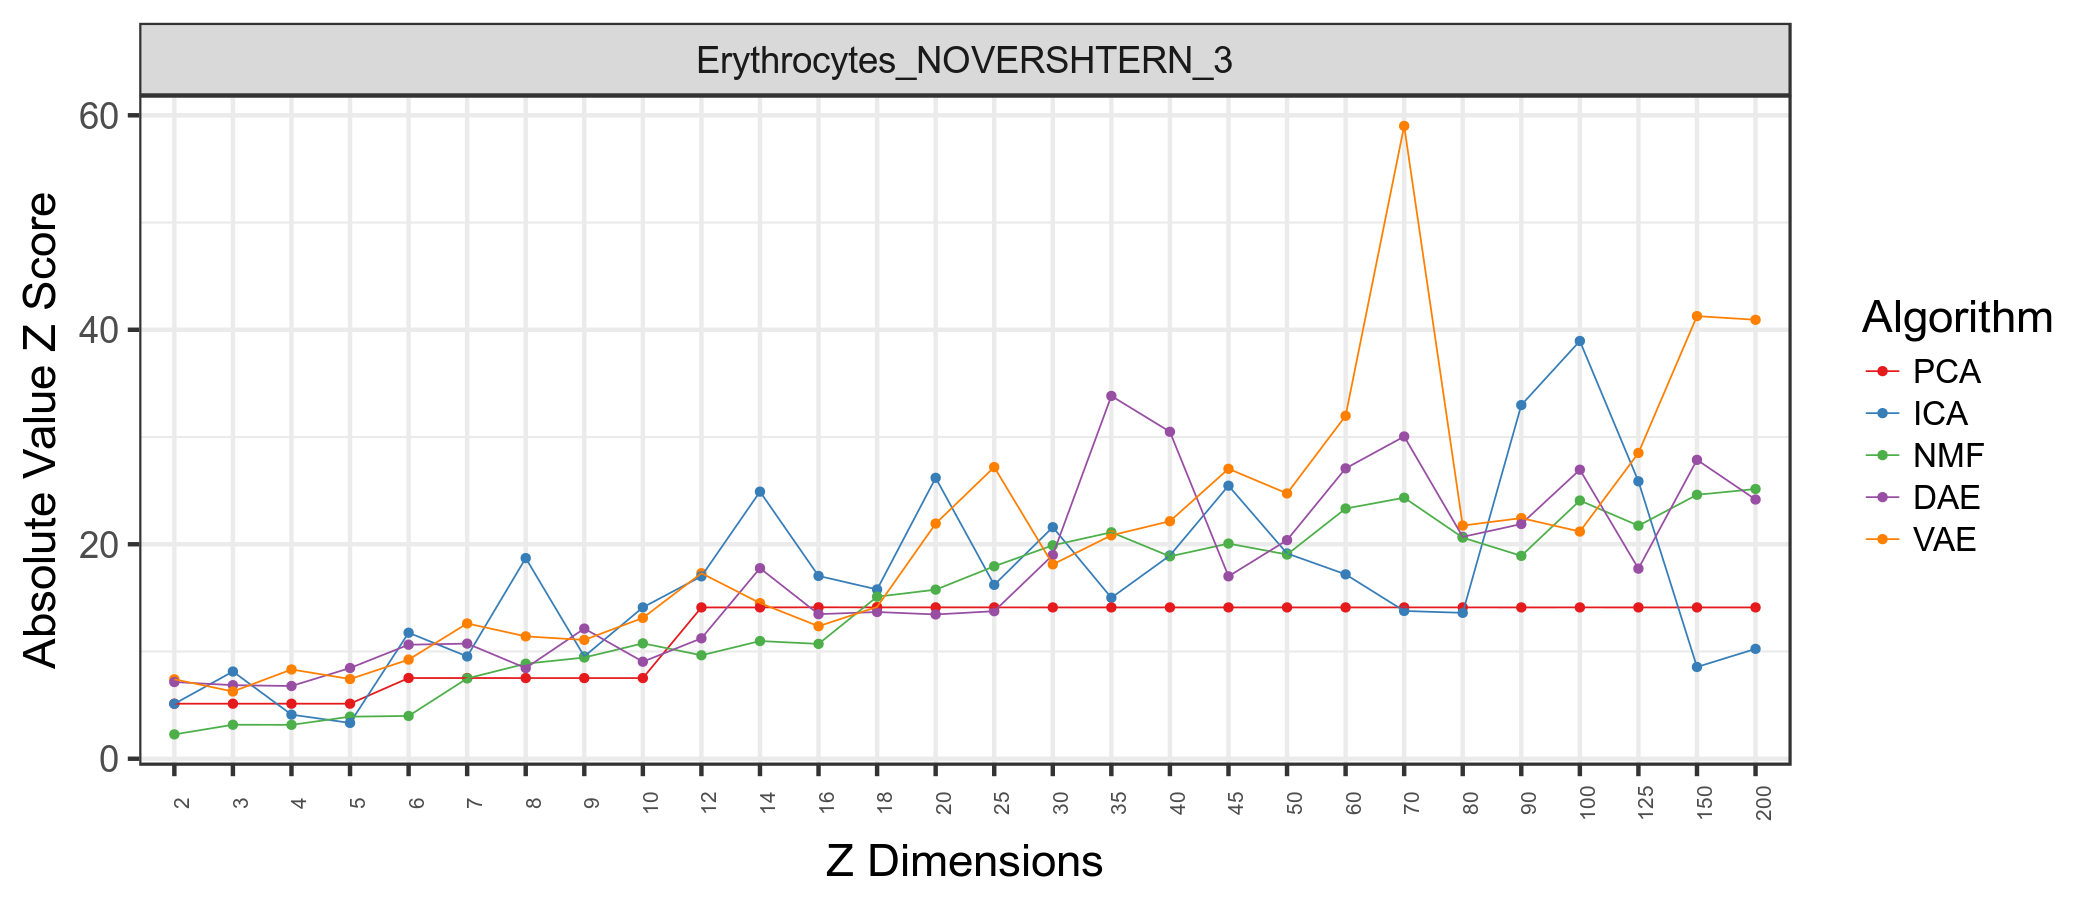 Erythrocytes_NOVERSHTERN_3
Absolute Value Z Score
60
40
20
0
2 3 4 5 6 7 8 9 10 12 14 16 18 20 25 30 35 40 45 50 60 70 80 90 100 125 150 200
Z Dimensions
Algorithm
PCA
ICA
NMF
DAE
VAE